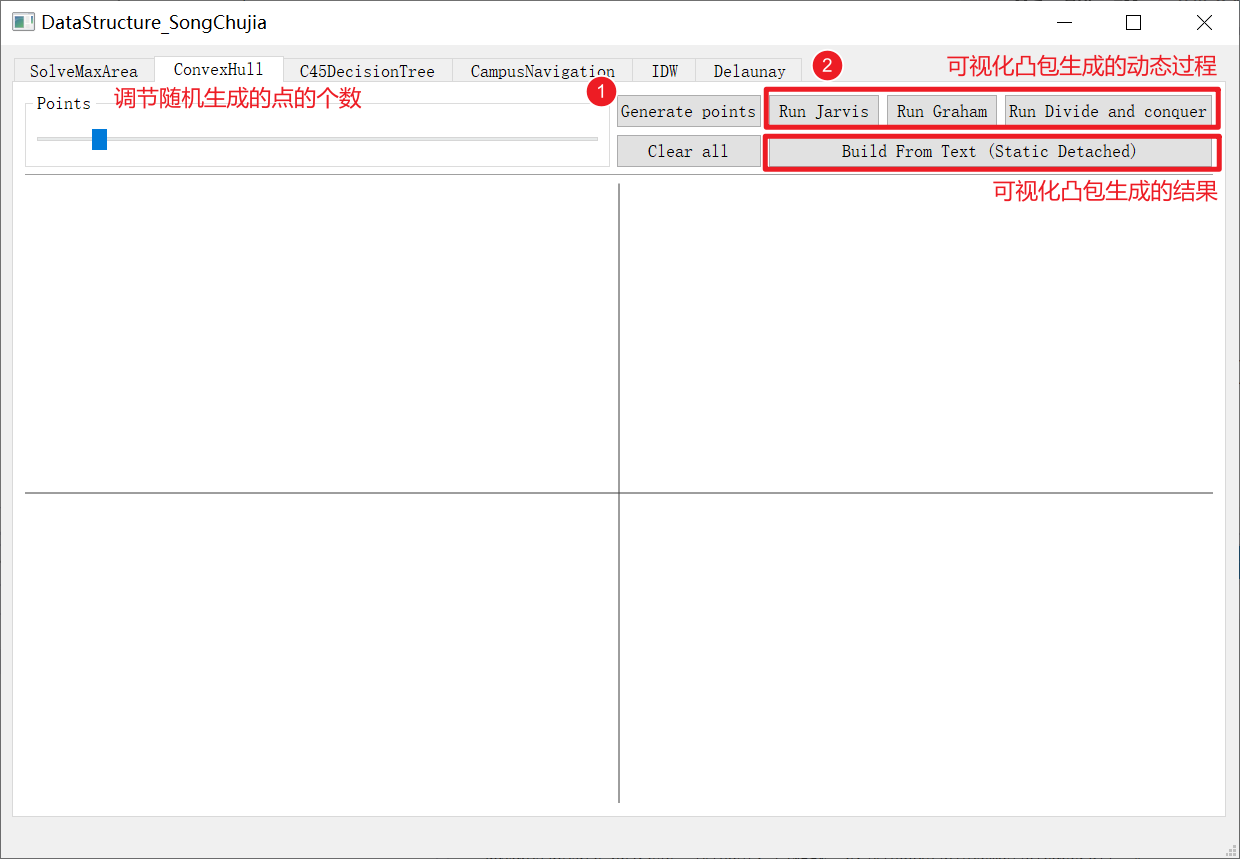 DataStructure_SongChujia
SolveMaxArea ConvexHull C45DecisionTree CampusNavigation IDW Delaunay
2 可视化凸包生成的动态过程
Points 调节随机生成的点的个数
1
Generate points Run Jarvis Run Graham Run Divide and conquer
Clear all Build From Text (Static Detached)
可视化凸包生成的结果